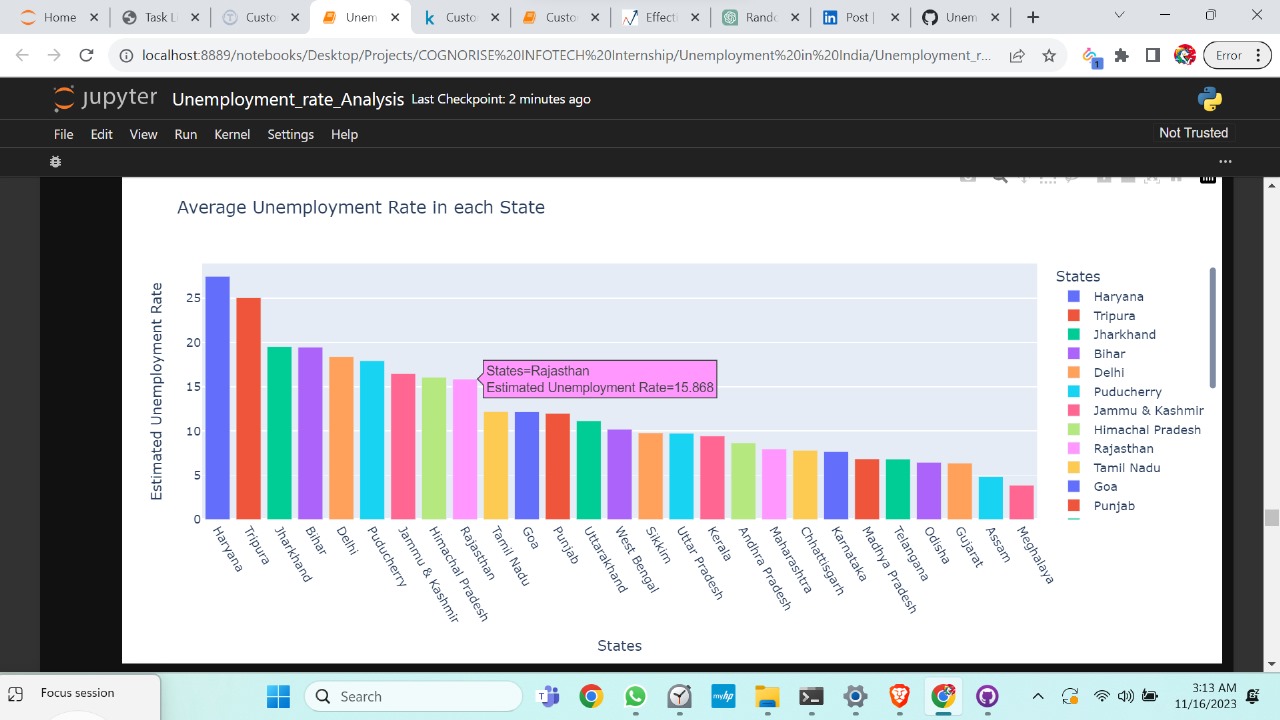 Home
Task Li
Custo
Unem
Custo
Custo
Effecti
Rando
Post |
Unem
localhost:8889/notebooks/Desktop/Projects/COGNORISE%20INFOTECH%20Internship/Unemployment%20in%20India/Unemployment_r...
1
Error
jupyter Unemployment_rate_Analysis Last Checkpoint: 2 minutes ago
File Edit View Run Kernel Settings Help
Not Trusted
Average Unemployment Rate in each State
Estimated Unemployment Rate
25
20
15
10
5
0
States=Rajasthan
Estimated Unemployment Rate=15.868
Haryana
Tripura
Jharkhand
Bihar
Delhi
Puducherry
Jammu & Kashmir
Himachal Pradesh
Rajasthan
Tamil Nadu
Goa
Punjab
Uttarakhand
West Bengal
Sikkim
Uttar Pradesh
Kerala
Andhra Pradesh
Maharashtra
Chhattisgarh
Karnataka
Madhya Pradesh
Telangana
Odisha
Gujarat
Assam
Meghalaya
States
States
Haryana
Tripura
Jharkhand
Bihar
Delhi
Puducherry
Jammu & Kashmir
Himachal Pradesh
Rajasthan
Tamil Nadu
Goa
Punjab
Focus session
Search
myhp
3:13 AM
11/16/2023